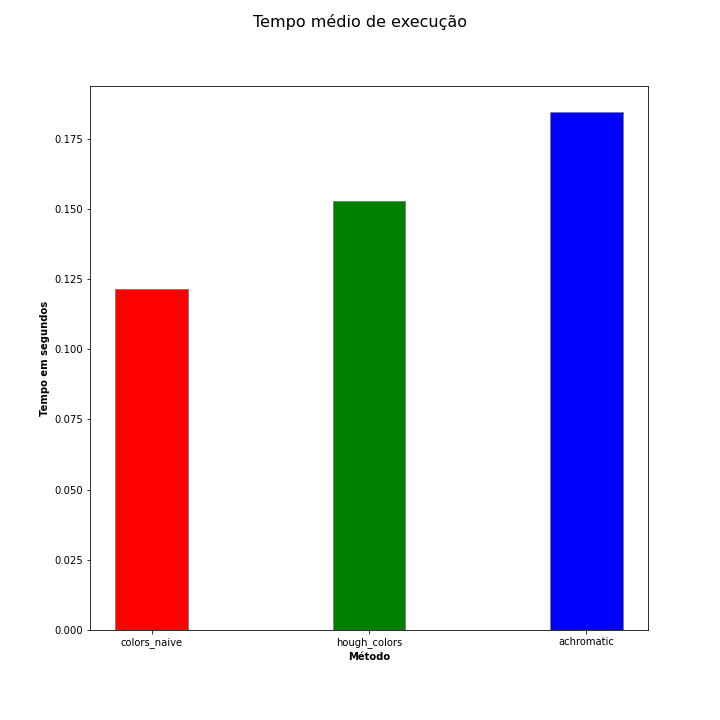 Tempo médio de execução
0.175
0.150
0.125
0.100
0.075
0.050
0.025
0.000
Tempo em segundos
colors_naive
hough_colors
achromatic
Método